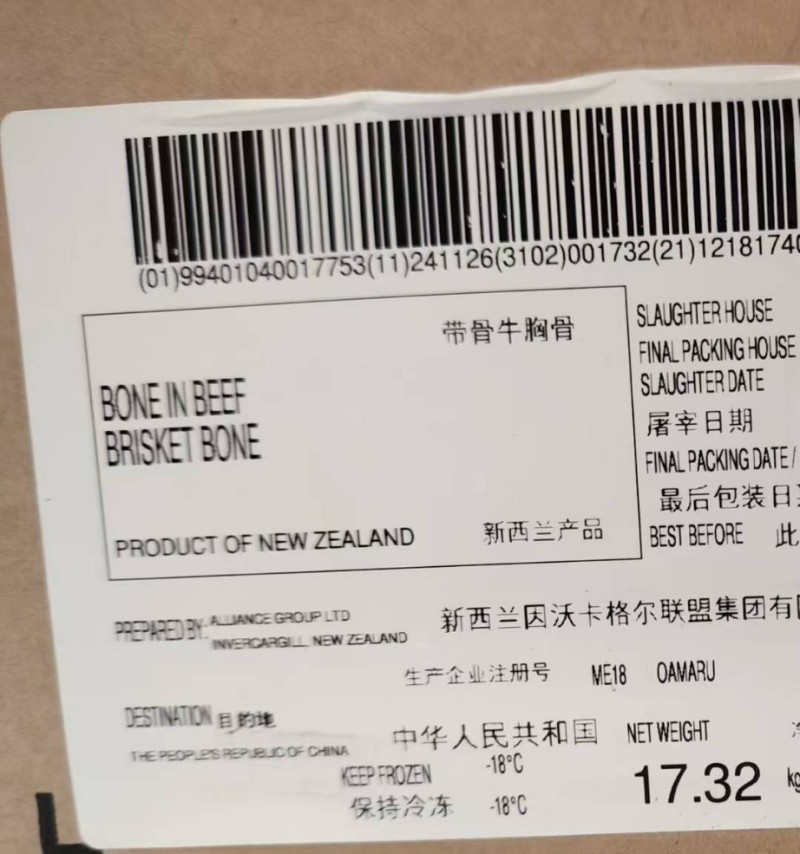 (01)99401040017753(11)241126(3102)001732(21)12181740
带骨牛胸骨
BONE IN BEEF
BRISKET BONE
PRODUCT OF NEW ZEALAND 新西兰产品
SLAUGHTER HOUSE
FINAL PACKING HOUSE
SLAUGHTER DATE
屠宰日期
FINAL PACKING DATE /
最后包装日
BEST BEFORE 此
PREPARED BY: ALLIANCE GROUP LTD
INVERCARGILL, NEW ZEALAND
新西兰因沃卡格尔联盟集团有
生产企业注册号 ME18 OAMARU
DESTINATION 目的地
THE PEOPLE'S REPUBLIC OF CHINA
中华人民共和国
NET WEIGHT
KEEP FROZEN -18°C
保持冷冻 -18°C
17.32 kg